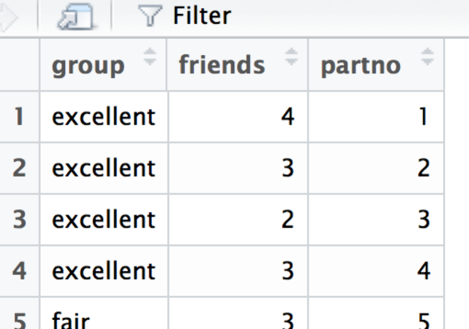 Filter
group friends partno
1 excellent 4 1
2 excellent 3 2
3 excellent 2 3
4 excellent 3 4
5 fair 3 5